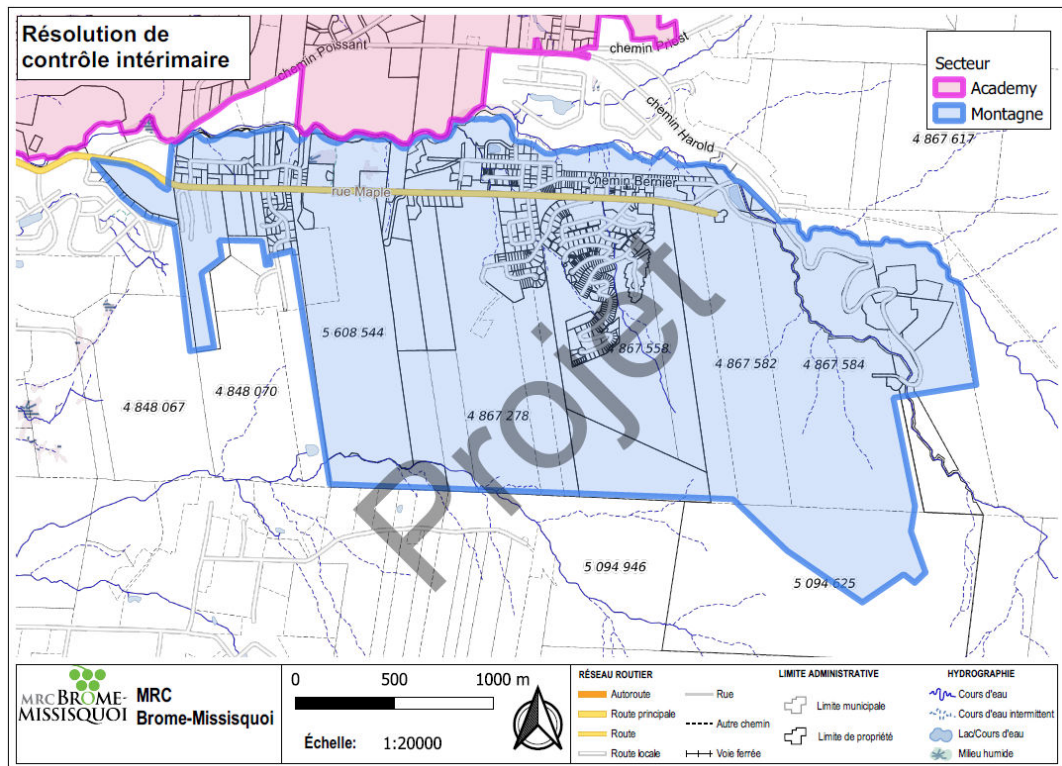 Résolution de
contrôle intérimaire
chemin Poissant
chemin Priest
chemin Harold
Secteur
Academy
Montagne
4 867 617
rue Maple
chemin Bernier
5 608 544
4 867 558
4 867 582
4 867 584
4 848 067
4 848 070
4 867 278
Projet
5 094 946
5 094 625
MRC BROME-
MISSISQUOI
MRC
Brome-Missisquoi
0 500 1000 m
Échelle: 1:20000
RÉSEAU ROUTIER
Autoroute
Route principale
Route
Route locale
Rue
Autre chemin
Voie ferrée
LIMITE ADMINISTRATIVE
Limite municipale
Limite de propriété
HYDROGRAPHIE
Cours d'eau
Cours d'eau intermittent
Lac/Cours d'eau
Milieu humide